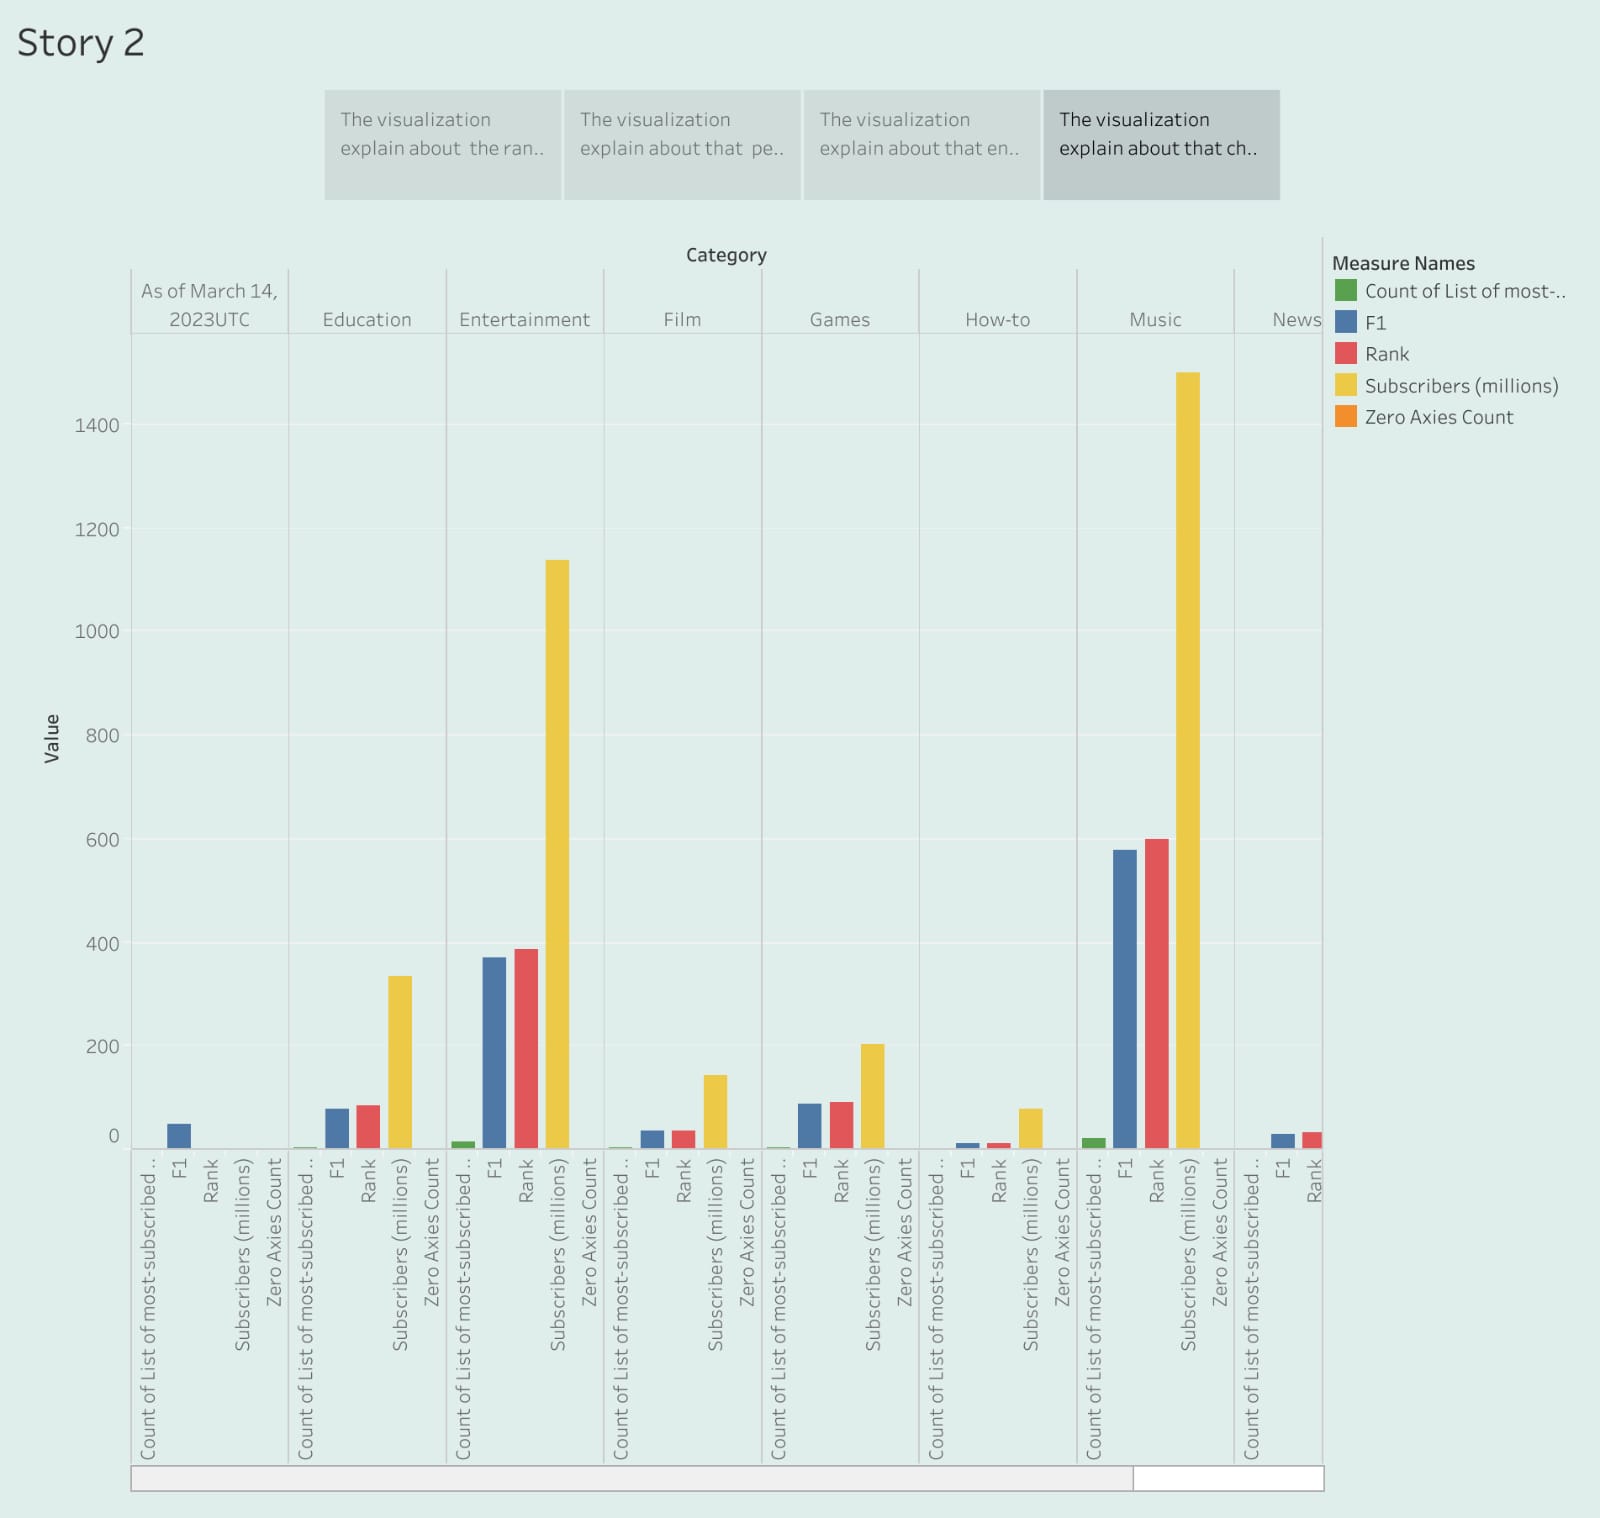 Story 2
The visualization
explain about  the ran..
The visualization
explain about that  pe..
The visualization
explain about that en..
The visualization
explain about that ch..
Category
As of March 14,
2023UTC
Education
Entertainment
Film
Games
How-to
Music
News
Measure Names
Count of List of most-..
F1
Rank
Subscribers (millions)
Zero Axies Count
Value
1400
1200
1000
800
600
400
200
0
Count of List of most-subscribed ..
F1
Rank
Subscribers (millions)
Zero Axies Count
Count of List of most-subscribed ..
F1
Rank
Subscribers (millions)
Zero Axies Count
Count of List of most-subscribed ..
F1
Rank
Subscribers (millions)
Zero Axies Count
Count of List of most-subscribed ..
F1
Rank
Subscribers (millions)
Zero Axies Count
Count of List of most-subscribed ..
F1
Rank
Subscribers (millions)
Zero Axies Count
Count of List of most-subscribed ..
F1
Rank
Subscribers (millions)
Zero Axies Count
Count of List of most-subscribed ..
F1
Rank
Subscribers (millions)
Zero Axies Count
Count of List of most-subscribed ..
F1
Rank